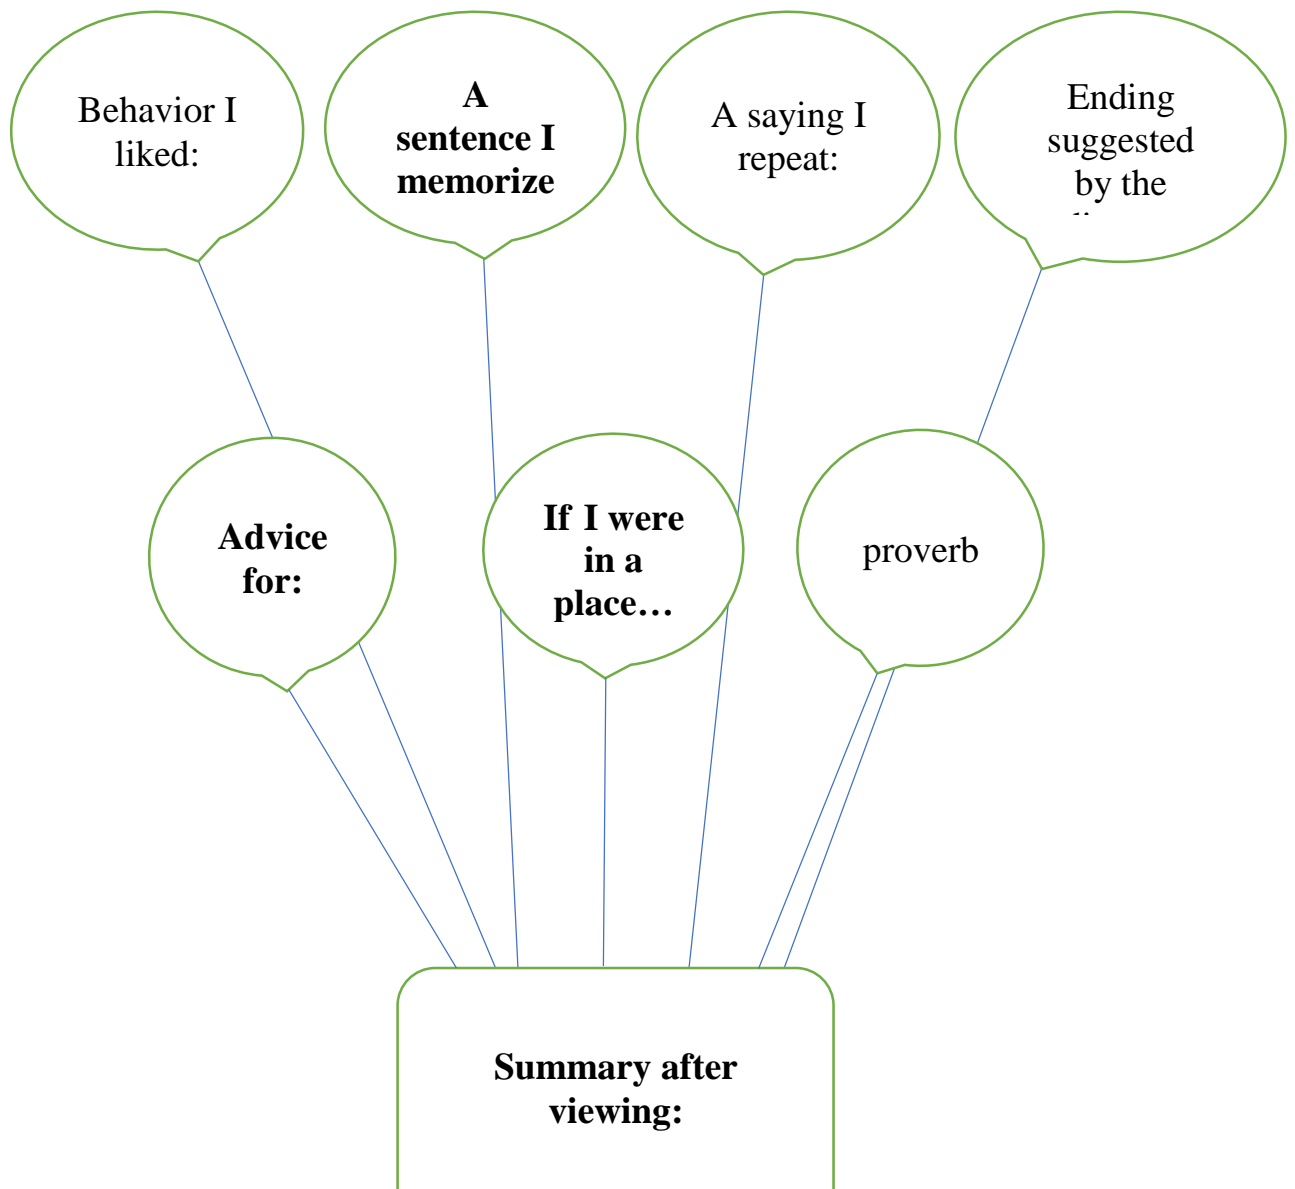 Behavior I
liked:
A
sentence I
memorize
A saying I
repeat:
Ending
suggested
by the
Advice
for:
If I were
in a
place…
proverb
Summary after
viewing: